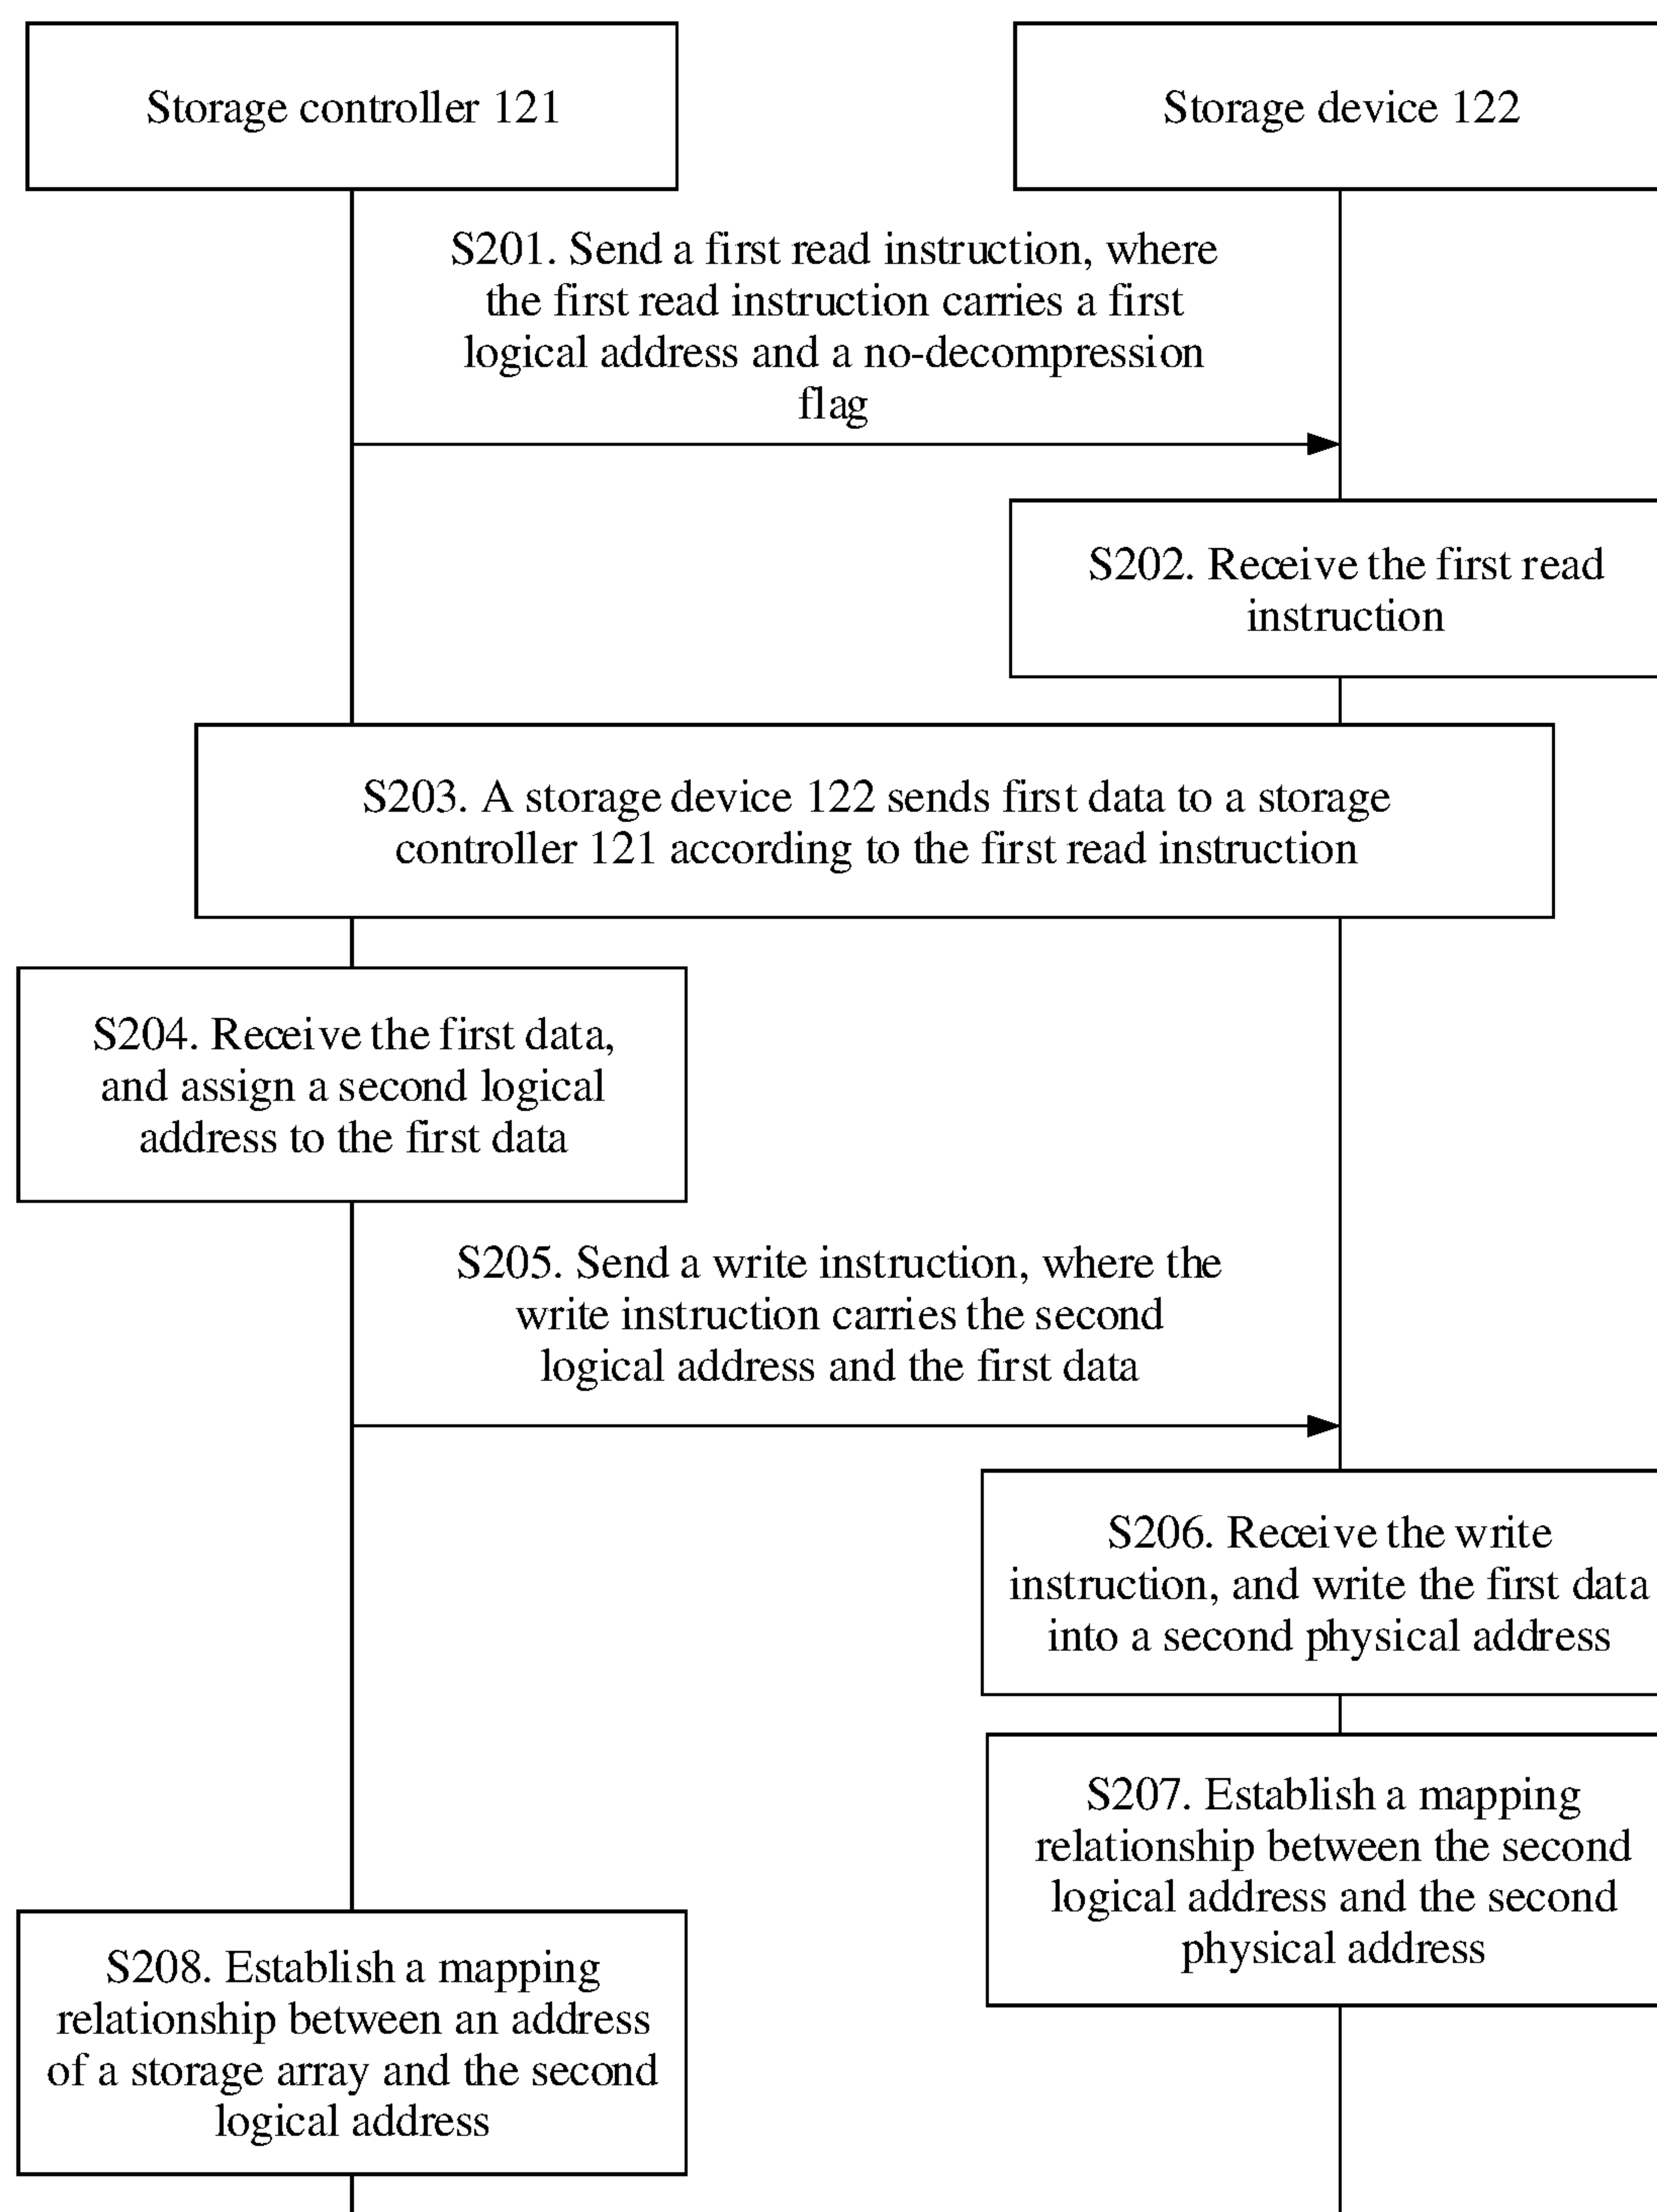 Storage controller 121
Storage device 122
S201. Send a first read instruction, where
the first read instruction carries a first
logical address and a no-decompression
flag
S202. Receive the first read
instruction
S203. A storage device 122 sends first data to a storage
controller 121 according to the first read instruction
S204. Receive the first data,
and assign a second logical
address to the first data
S205. Send a write instruction, where the
write instruction carries the second
logical address and the first data
S206. Receive the write
instruction, and write the first data
into a second physical address
S207. Establish a mapping
relationship between the second
logical address and the second
physical address
S208. Establish a mapping
relationship between an address
of a storage array and the second
logical address